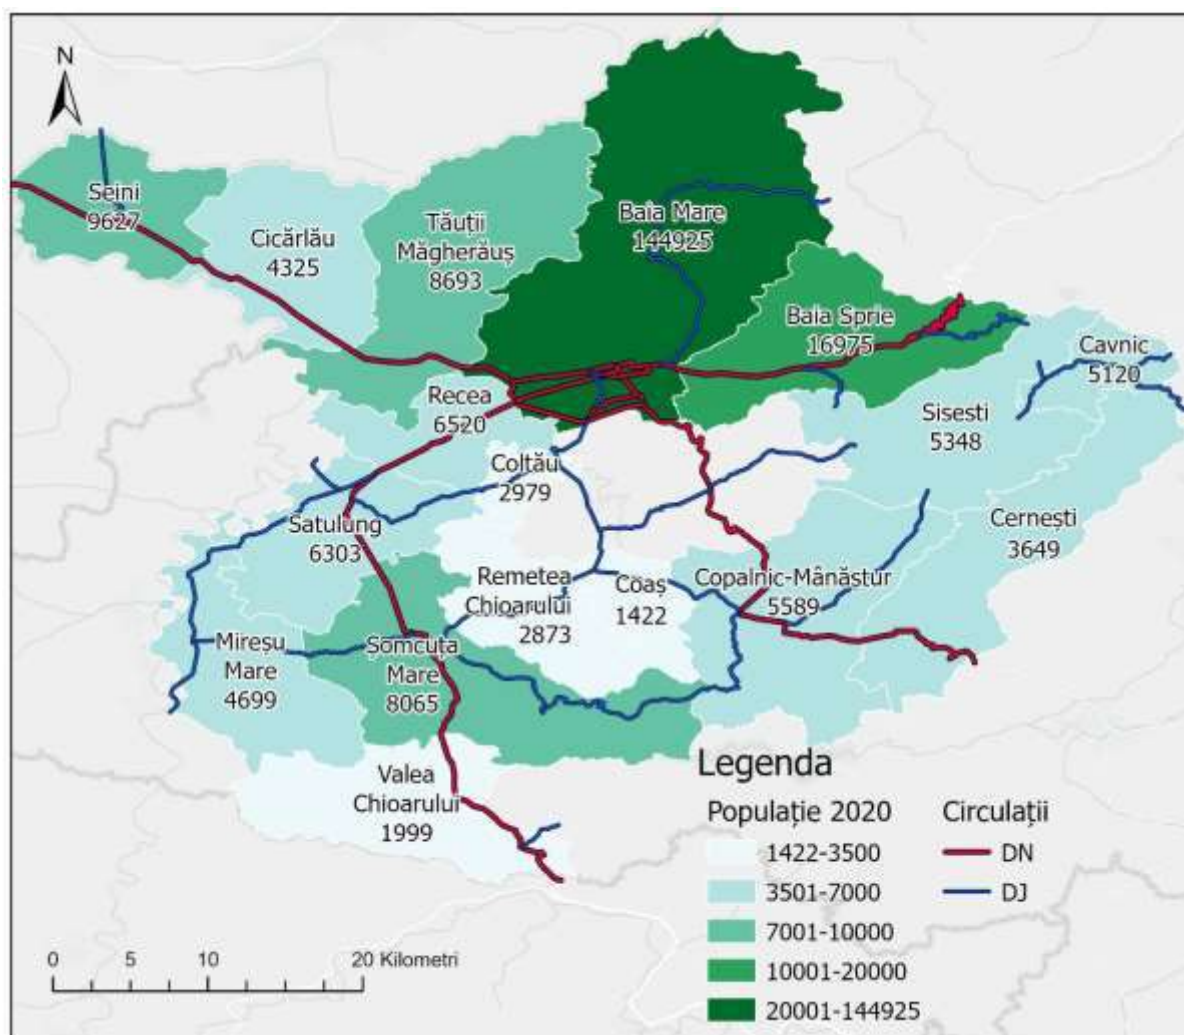 N
Seini
9627
Cicărlău
4325
Tăuții
Măgherăuș
8693
Baia Mare
144925
Baia Sprie
16975
Cavnic
5120
Recea
6520
Sisesti
5348
Coltău
2979
Satulung
6303
Cernești
3649
Remetea
Chioarului
2873
Coaș
1422
Copalnic-Mânăștur
5589
Mireșu
Mare
4699
Șomcuța
Mare
8065
Valea
Chioarului
1999
Legenda
Populație 2020
1422-3500
3501-7000
7001-10000
10001-20000
20001-144925
Circulații
DN
DJ
0 5 10 20 Kilometri